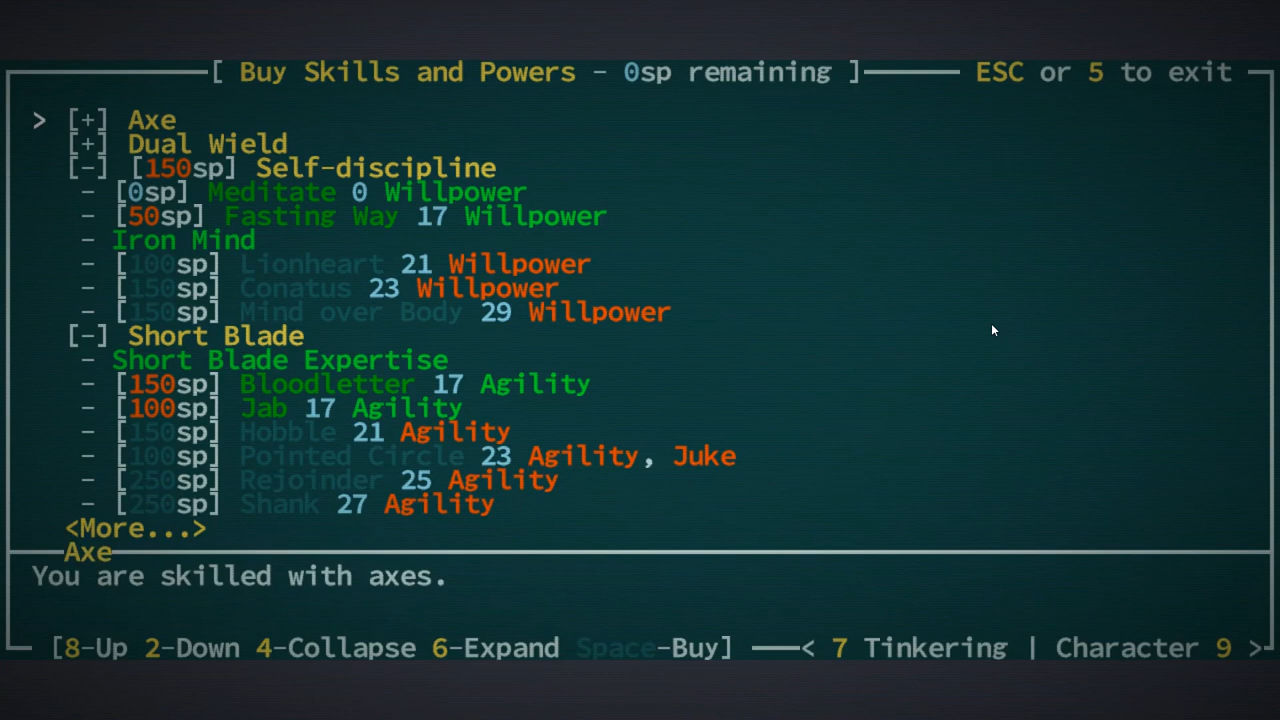 [ Buy Skills and Powers - 0sp remaining ] ESC or 5 to exit
> [+] Axe
[+] Dual Wield
[-] [150sp] Self-discipline
- [0sp] Meditate 0 Willpower
- [50sp] Fasting Way 17 Willpower
- Iron Mind
- [100sp] Lionheart 21 Willpower
- [150sp] Conatus 23 Willpower
- [150sp] Mind over Body 29 Willpower
[-] Short Blade
- Short Blade Expertise
- [150sp] Bloodletter 17 Agility
- [100sp] Jab 17 Agility
- [150sp] Hobble 21 Agility
- [100sp] Pointed Circle 23 Agility, Juke
- [250sp] Rejoinder 25 Agility
- [250sp] Shank 27 Agility
<More...>
Axe
You are skilled with axes.
[8-Up 2-Down 4-Collapse 6-Expand Space-Buy] < 7 Tinkering | Character 9 >